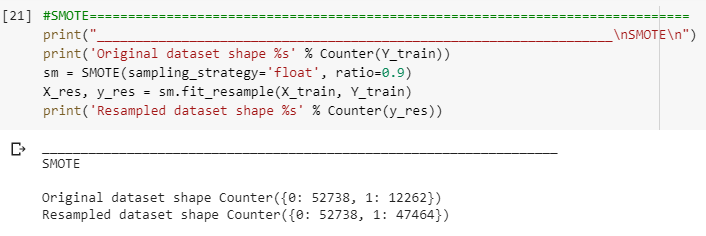 [21] #SMOTE==============================================================================
print("___________________________________________________________________\nSMOTE\n")
print('Original dataset shape %s' % Counter(Y_train))
sm = SMOTE(sampling_strategy='float', ratio=0.9)
X_res, y_res = sm.fit_resample(X_train, Y_train)
print('Resampled dataset shape %s' % Counter(y_res))
___________________________________________________________________
SMOTE
Original dataset shape Counter({0: 52738, 1: 12262})
Resampled dataset shape Counter({0: 52738, 1: 47464})